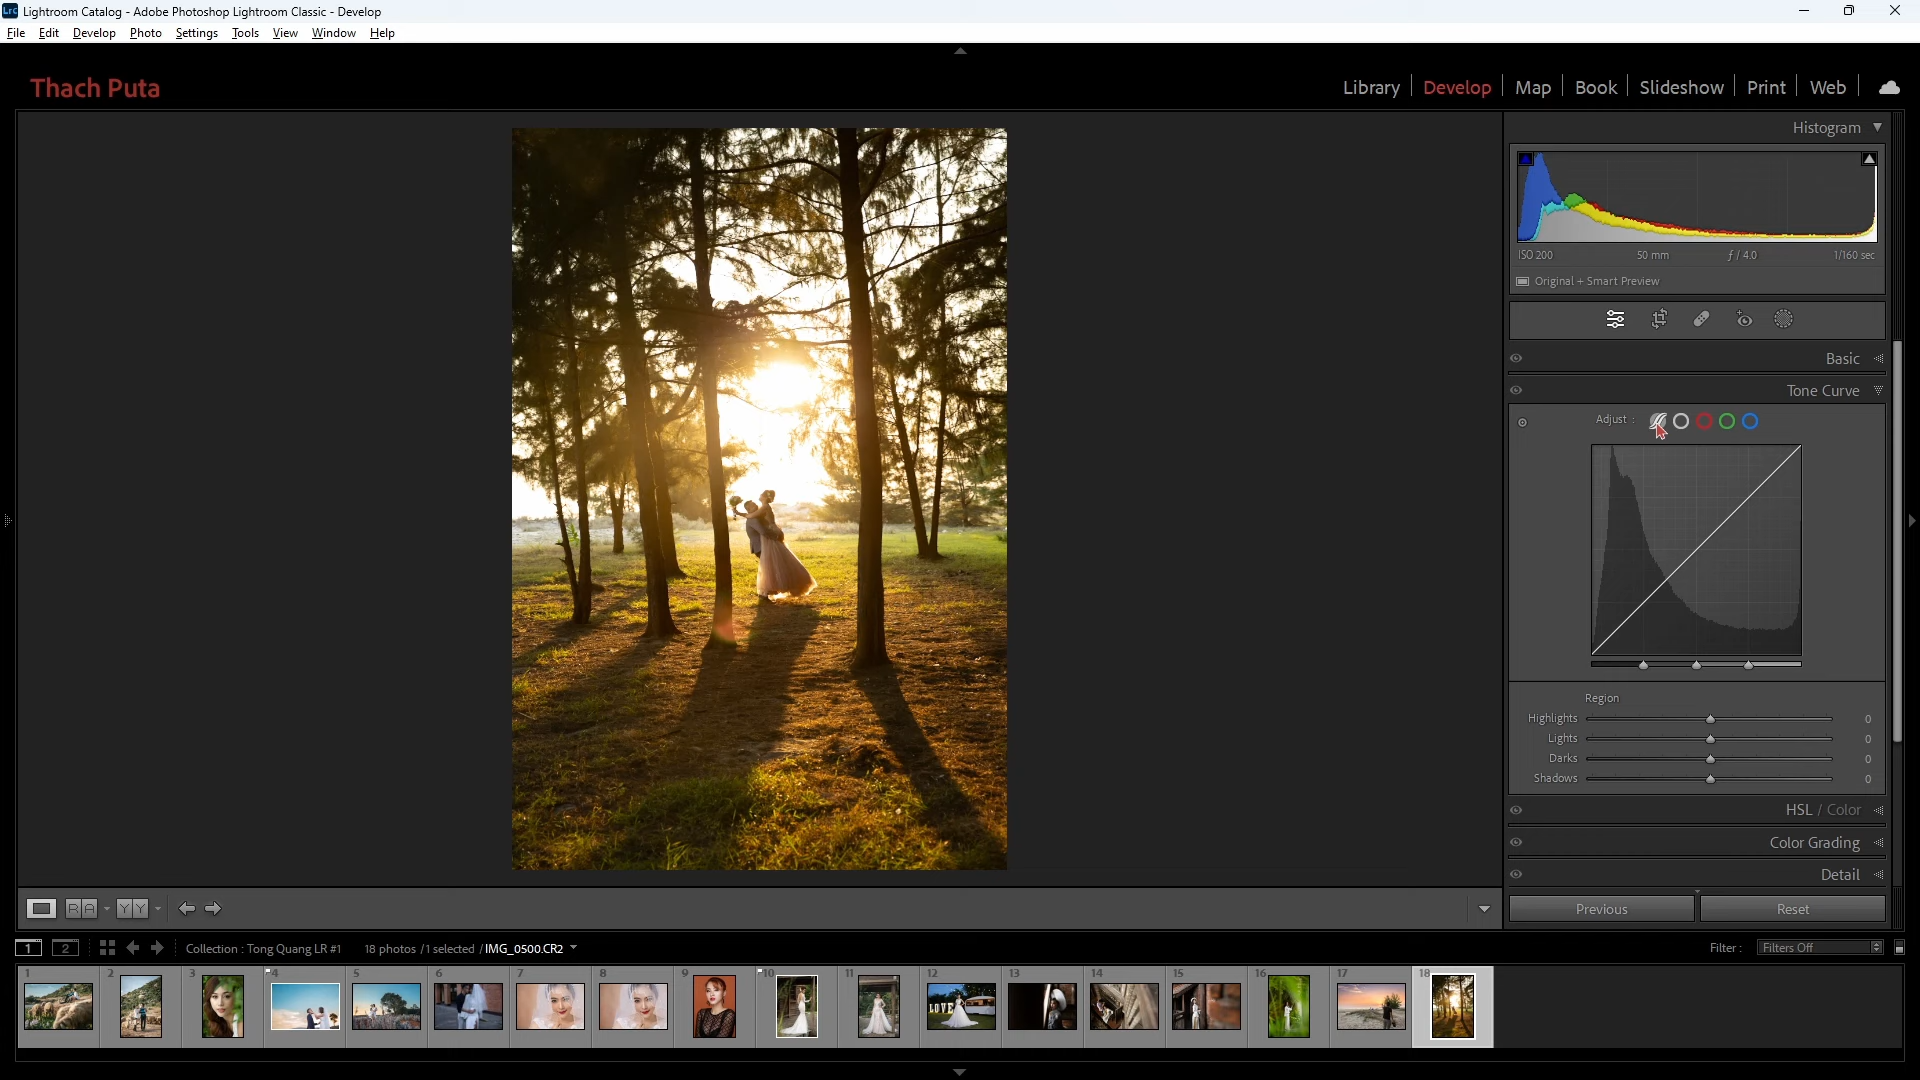 Lrc Lightroom Catalog - Adobe Photoshop Lightroom Classic - Develop
File Edit Develop Photo Settings Tools View Window Help
Thach Puta
Library Develop Map Book Slideshow Print Web
Histogram
ISO 200 50 mm ƒ / 4.0 1/160 sec
Original + Smart Preview
Basic
Tone Curve
Adjust :
Region
Highlights 0
Lights 0
Darks 0
Shadows 0
HSL / Color
Color Grading
Detail
R A Y Y
Previous Reset
1 2 Collection : Tong Quang LR #1 18 photos / 1 selected / IMG_0500.CR2 Filter : Filters Off
1 2 3 4 5 6 7 8 9 10 11 12 13 14 15 16 17 18
LOVE